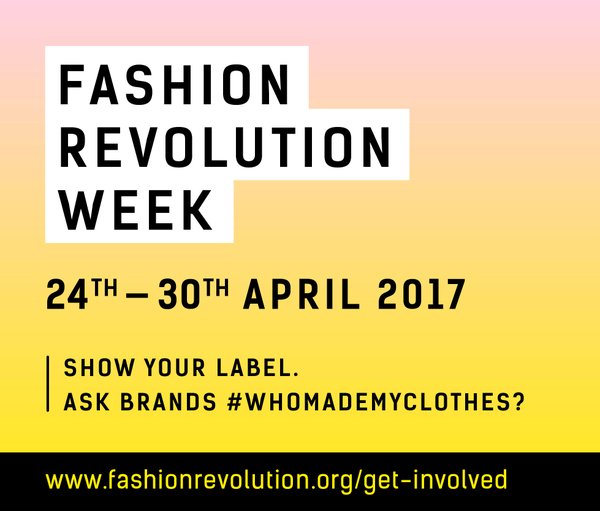 FASHION
REVOLUTION
WEEK
24TH – 30TH APRIL 2017
SHOW YOUR LABEL.
ASK BRANDS #WHOMADEMYCLOTHES?
www.fashionrevolution.org/get-involved